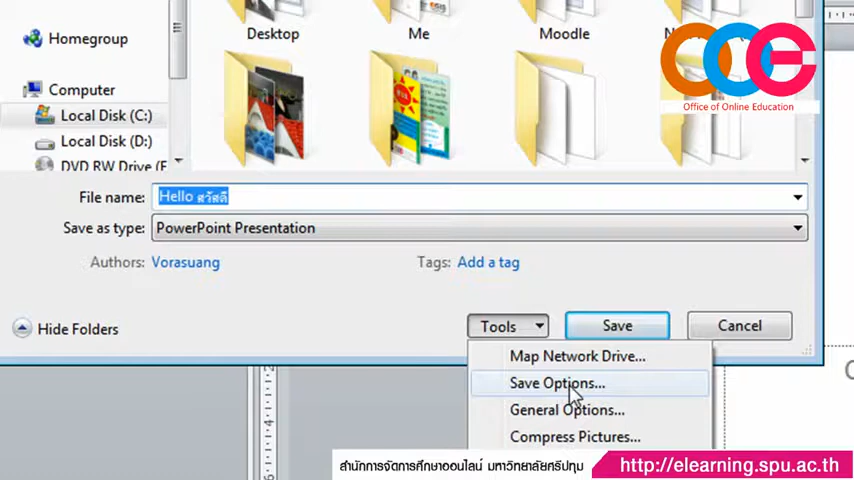 Homegroup
Desktop
Me
Moodle
Office of Online Education
Computer
Local Disk (C:)
Local Disk (D:)
DVD RW Drive (F
File name:
Hello สวัสดี
Save as type:
PowerPoint Presentation
Authors:
Vorasuang
Tags:
Add a tag
Hide Folders
Tools
Save
Cancel
Map Network Drive...
Save Options...
General Options...
Compress Pictures...
สำนักการจัดการศึกษาออนไลน์ มหาวิทยาลัยศรีปทุม
http://elearning.spu.ac.th